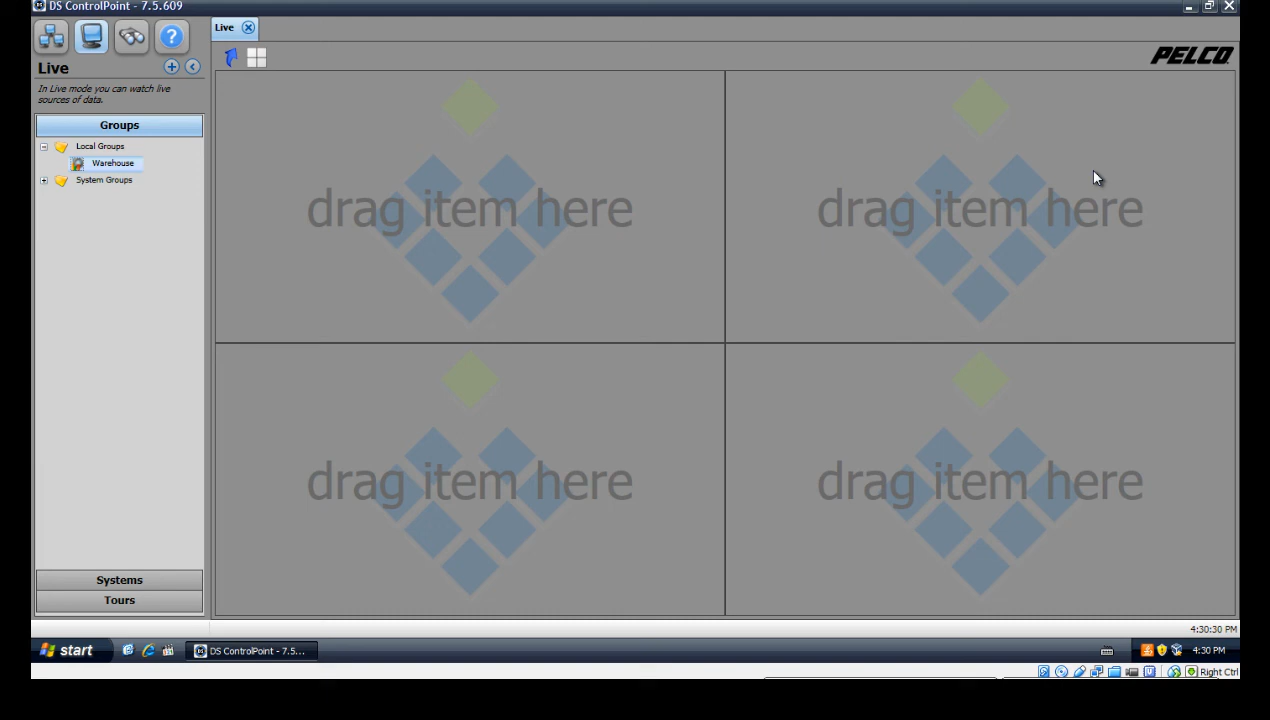 DS ControlPoint - 7.5.609
Live
PELCO
Live
In Live mode you can watch live
sources of data.
Groups
Local Groups
Warehouse
System Groups
drag item here
drag item here
drag item here
drag item here
Systems
Tours
4:30:30 PM
start
DS ControlPoint - 7.5...
4:30 PM
Right Ctrl